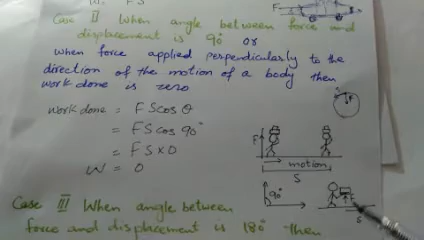 W = FS
F
Case II When angle between force and
displacement is 90° or
when force applied perpendicularly to the
direction of the motion of a body then
work done is zero
work done = F S cos θ
= F S cos 90°
= F S x 0
W = 0
F
motion
S
90°
S
Case III When angle between
force and displacement is 180° then